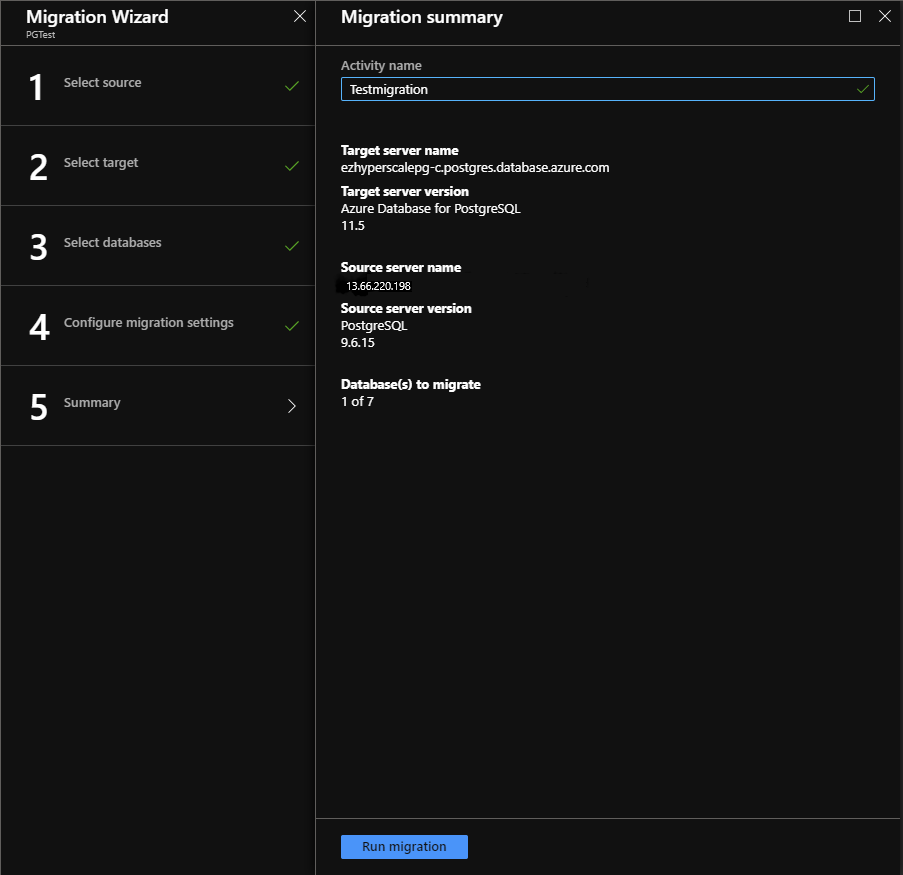 Migration Wizard
PGTest
1 Select source
2 Select target
3 Select databases
4 Configure migration settings
5 Summary
Migration summary
Activity name
Testmigration
Target server name
ezhyperscalepg-c.postgres.database.azure.com
Target server version
Azure Database for PostgreSQL
11.5
Source server name
13.66.220.198
Source server version
PostgreSQL
9.6.15
Database(s) to migrate
1 of 7
Run migration